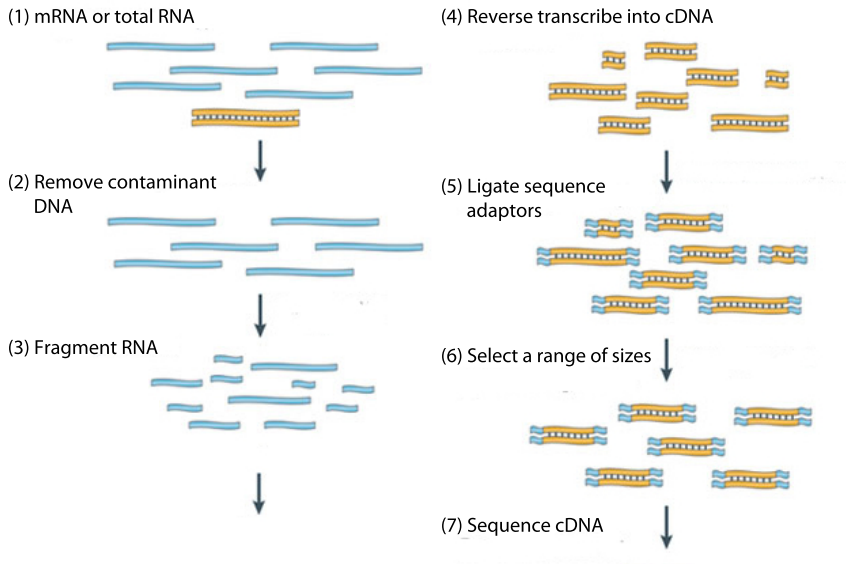 (1) mRNA or total RNA
(2) Remove contaminant
DNA
(3) Fragment RNA
(4) Reverse transcribe into cDNA
(5) Ligate sequence
adaptors
(6) Select a range of sizes
(7) Sequence cDNA